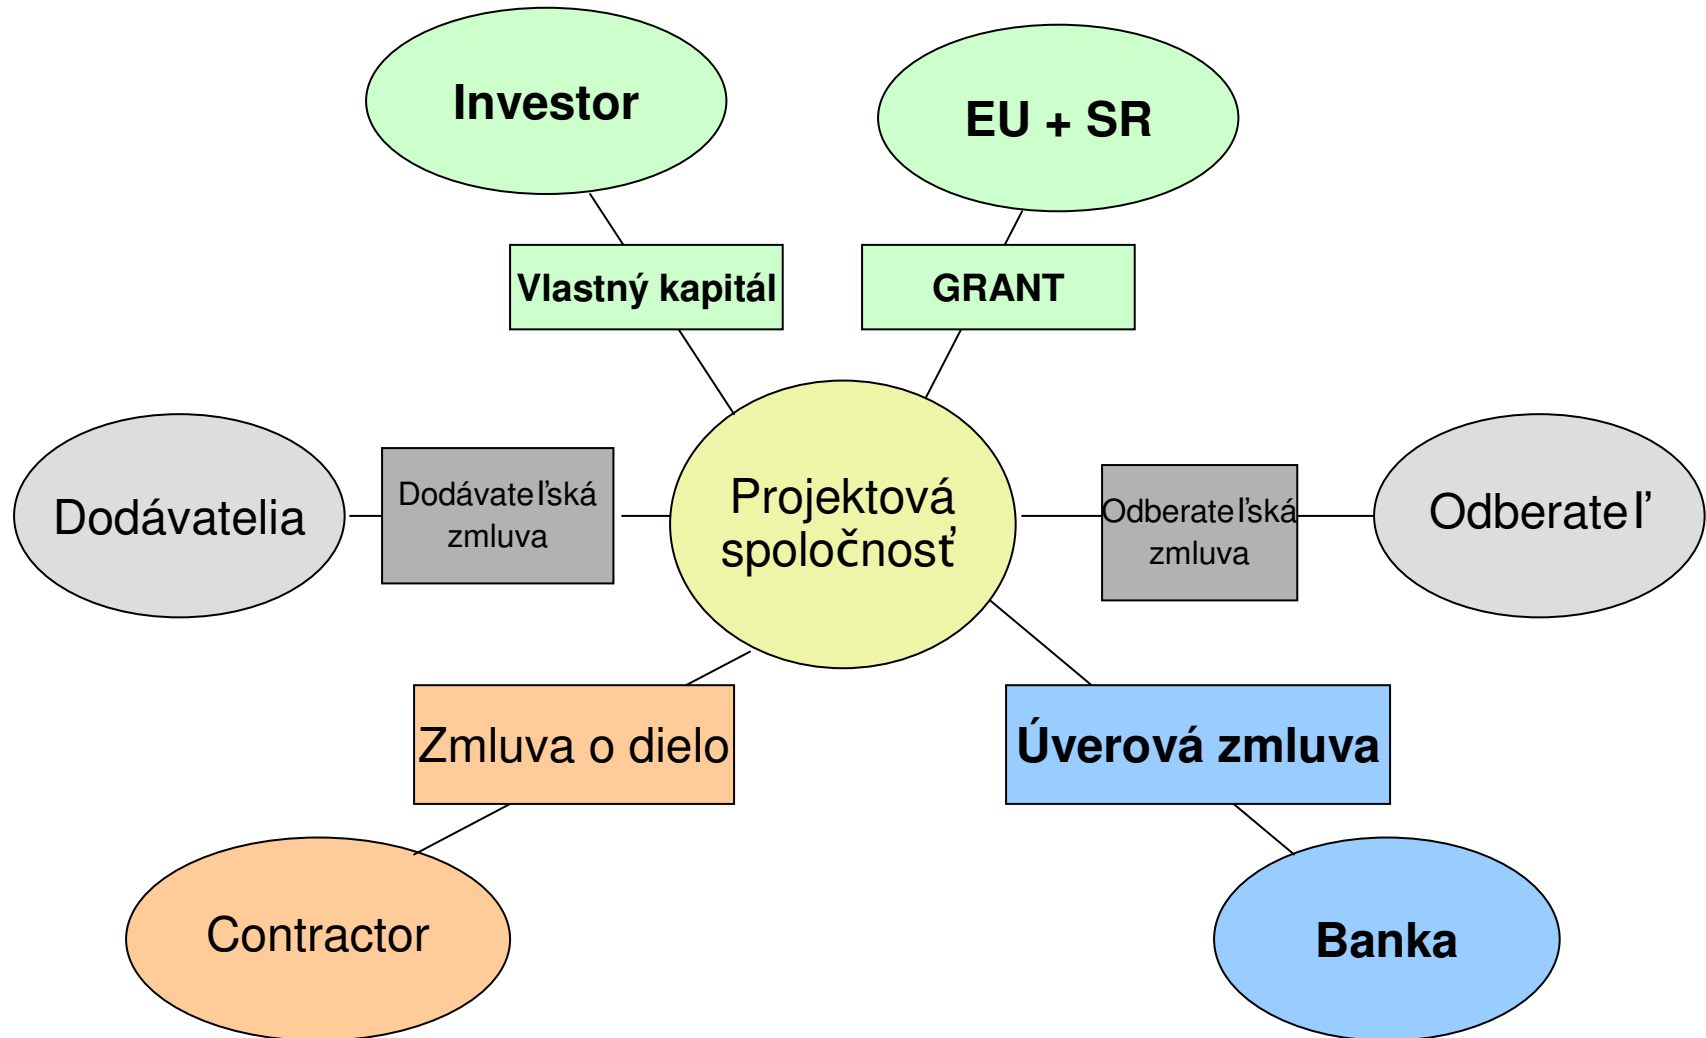 Investor
EU + SR
Vlastný kapitál
GRANT
Dodávatelia
Dodávateľská
zmluva
Projektová
spoločnosť
Odberateľská
zmluva
Odberateľ
Zmluva o dielo
Úverová zmluva
Contractor
Banka